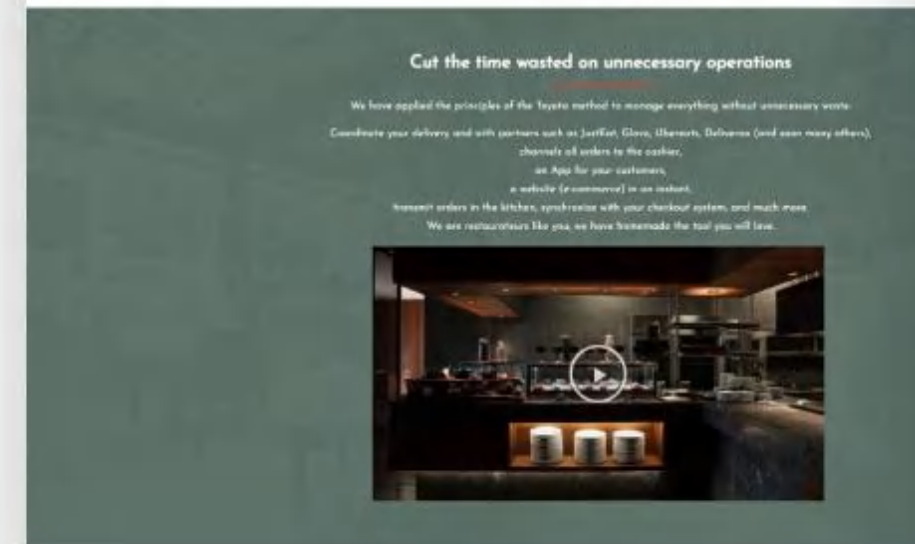 Cut the time wasted on unnecessary operations
We have applied the principles of the Toyota method to manage everything without unnecessary waste.
Coordinate your delivery and with partners such as JustEat, Glovo, Ubereats, Deliveroo (and soon many others),
channels all orders to the cashier,
an App for your customers,
a website (e-commerce) in an instant,
transmit orders in the kitchen, synchronize with your checkout system, and much more.
We are restaurateurs like you, we have homemade the tool you will love.